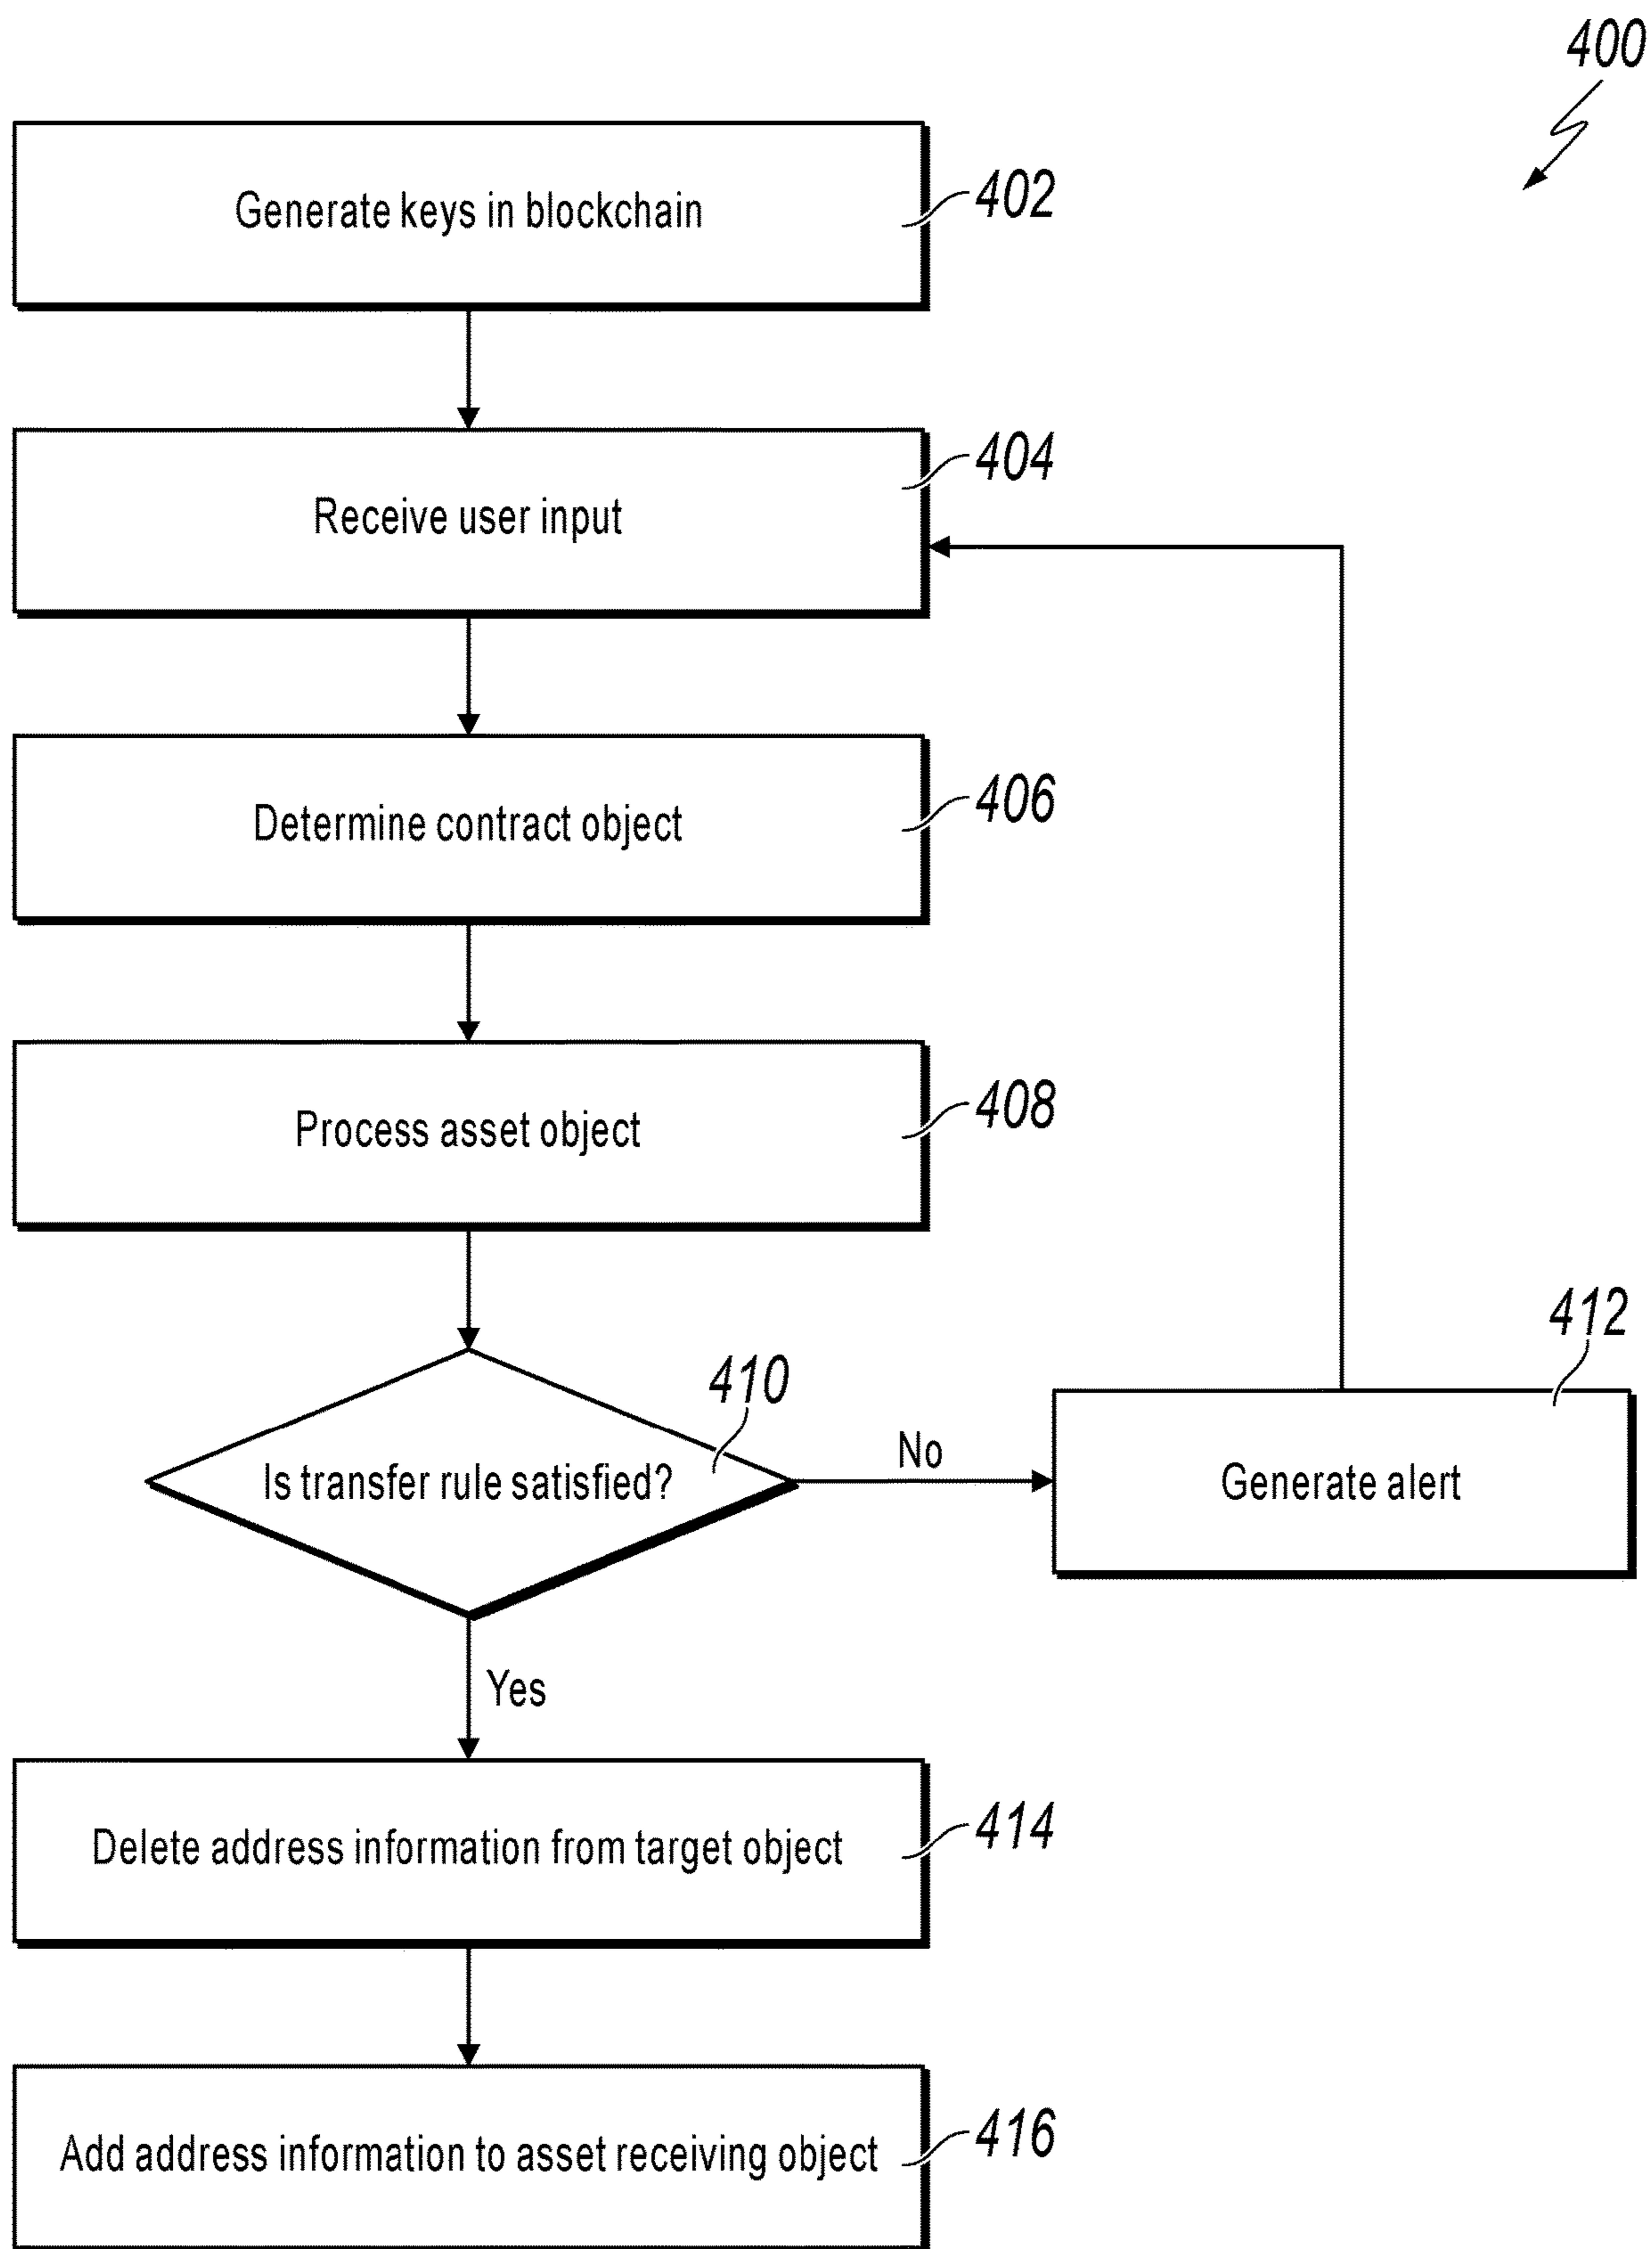 400
Generate keys in blockchain
402
Receive user input
404
Determine contract object
406
Process asset object
408
Is transfer rule satisfied?
410
No
Generate alert
412
Yes
Delete address information from target object
414
Add address information to asset receiving object
416